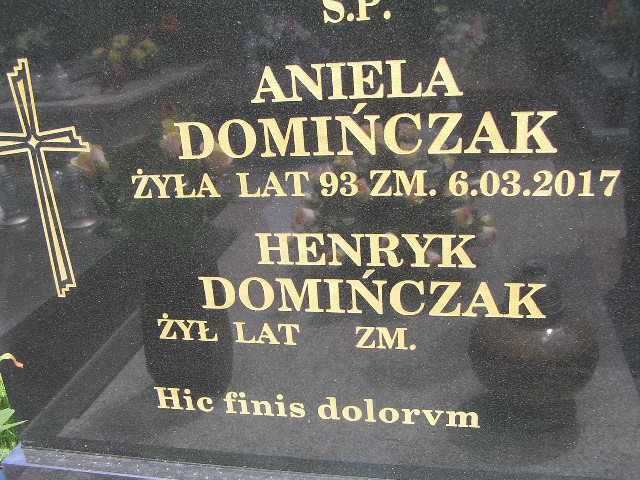 Ś.P.
ANIELA
DOMIŃCZAK
ŻYŁA LAT 93 ZM. 6.03.2017
HENRYK
DOMIŃCZAK
ŻYŁ LAT ZM.
Hic finis dolorvm